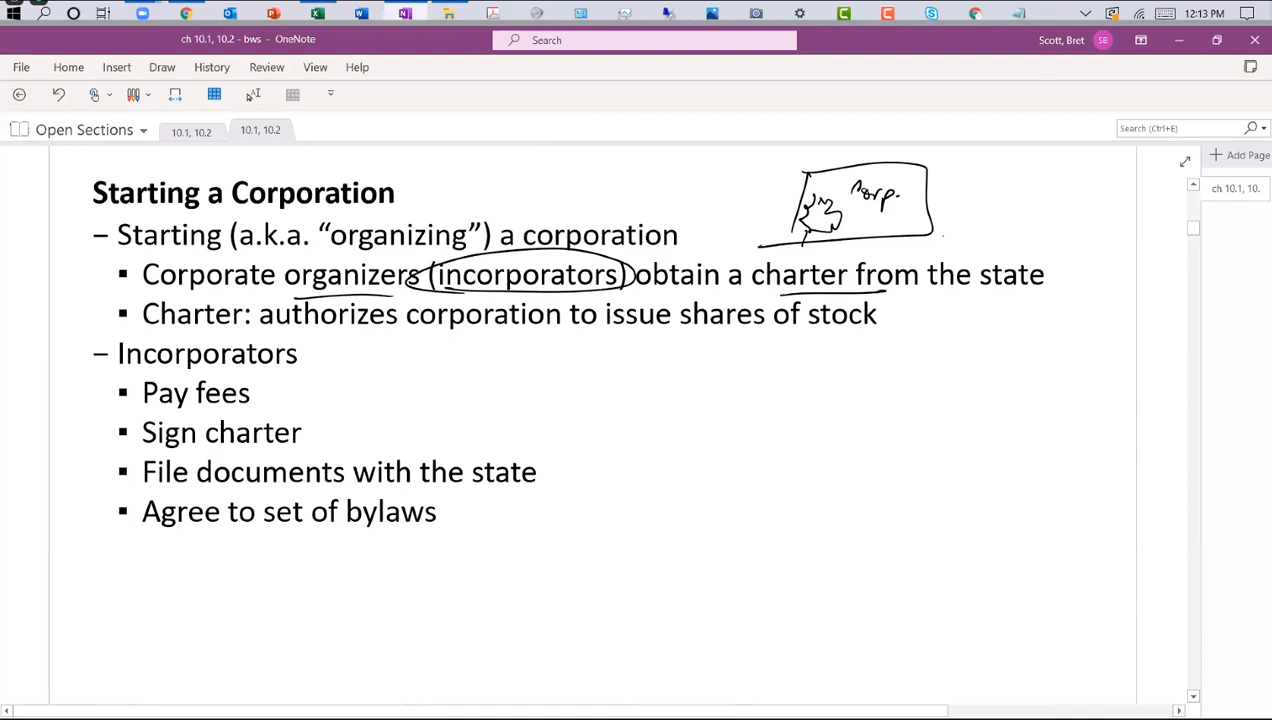 12:13 PM
ch 10.1, 10.2 - bws - OneNote
Search
Scott, Bret
SB
File Home Insert Draw History Review View Help
Open Sections
10.1, 10.2
10.1, 10.2
Search (Ctrl+E)
Add Page
ch 10.1, 10.
Starting a Corporation
corp.
– Starting (a.k.a. “organizing”) a corporation
▪ Corporate organizers (incorporators) obtain a charter from the state
▪ Charter: authorizes corporation to issue shares of stock
– Incorporators
▪ Pay fees
▪ Sign charter
▪ File documents with the state
▪ Agree to set of bylaws